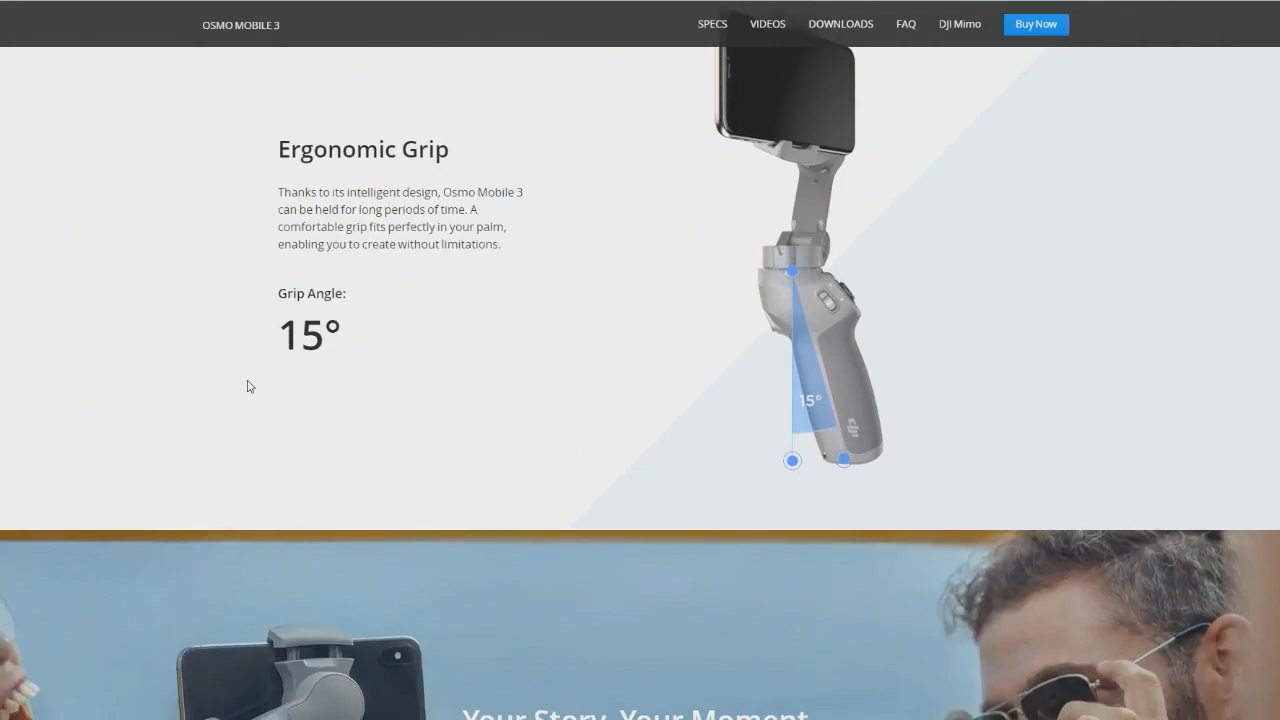 OSMO MOBILE 3
SPECS VIDEOS DOWNLOADS FAQ DJI Mimo Buy Now
Ergonomic Grip
Thanks to its intelligent design, Osmo Mobile 3
can be held for long periods of time. A
comfortable grip fits perfectly in your palm,
enabling you to create without limitations.
Grip Angle:
15°
15°
dji
Your Story, Your Moment